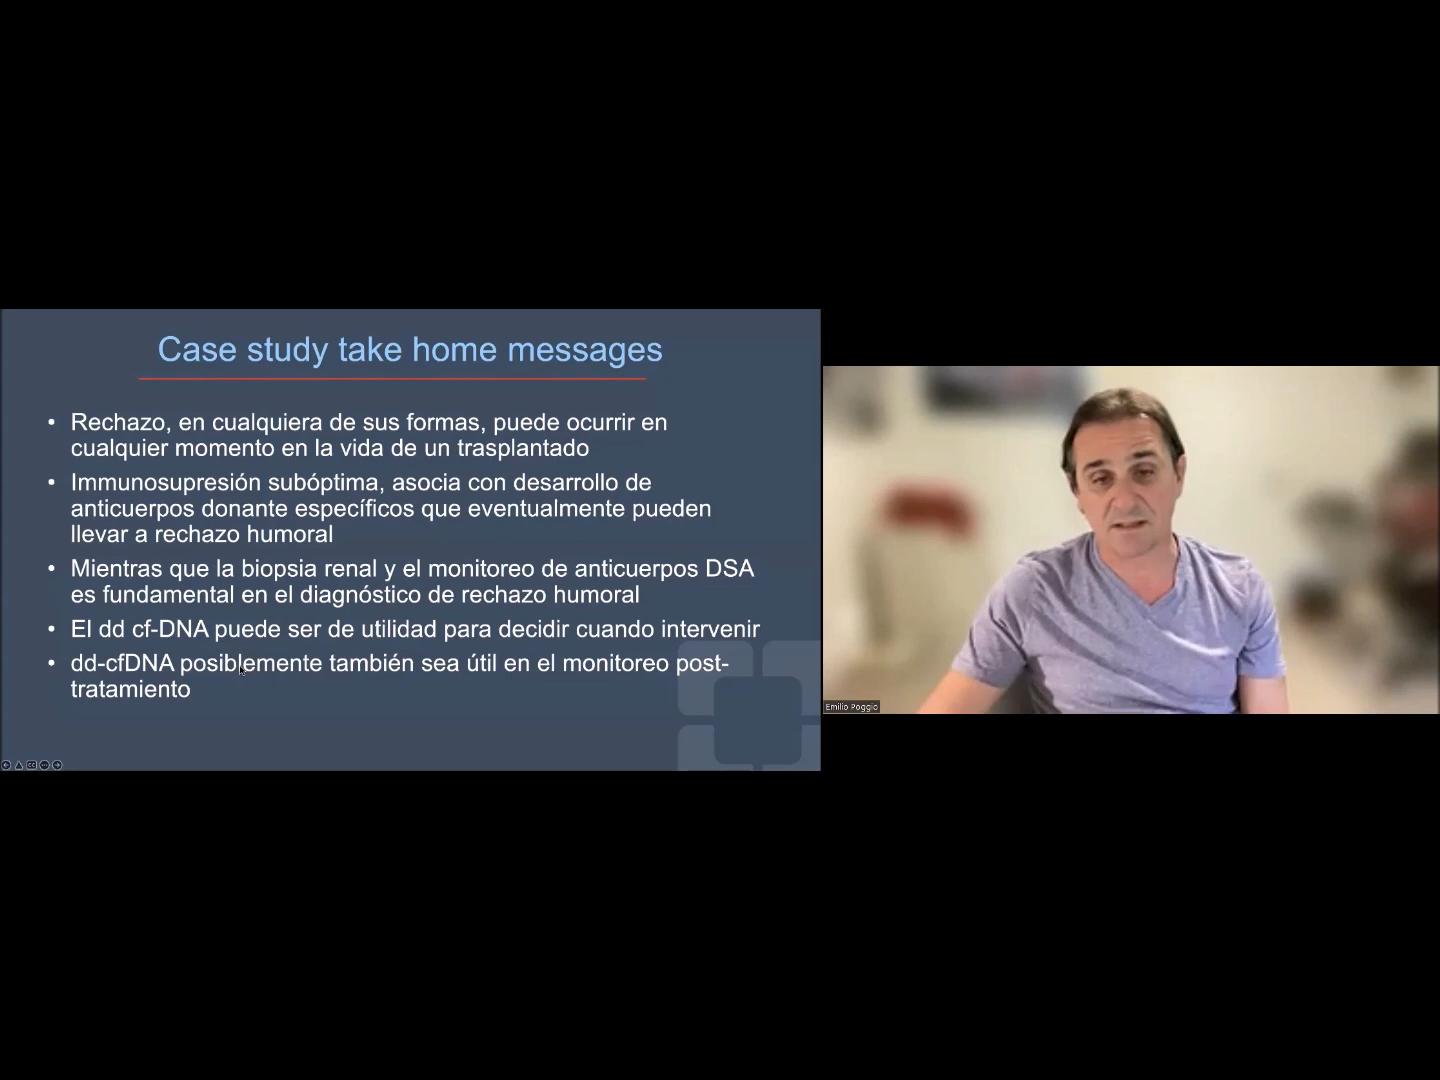 Case study take home messages
• Rechazo, en cualquiera de sus formas, puede ocurrir en
cualquier momento en la vida de un trasplantado
• Immunosupresión subóptima, asocia con desarrollo de
anticuerpos donante específicos que eventualmente pueden
llevar a rechazo humoral
• Mientras que la biopsia renal y el monitoreo de anticuerpos DSA
es fundamental en el diagnóstico de rechazo humoral
• El dd cf-DNA puede ser de utilidad para decidir cuando intervenir
• dd-cfDNA posiblemente también sea útil en el monitoreo post-
tratamiento
Emilio Poggio